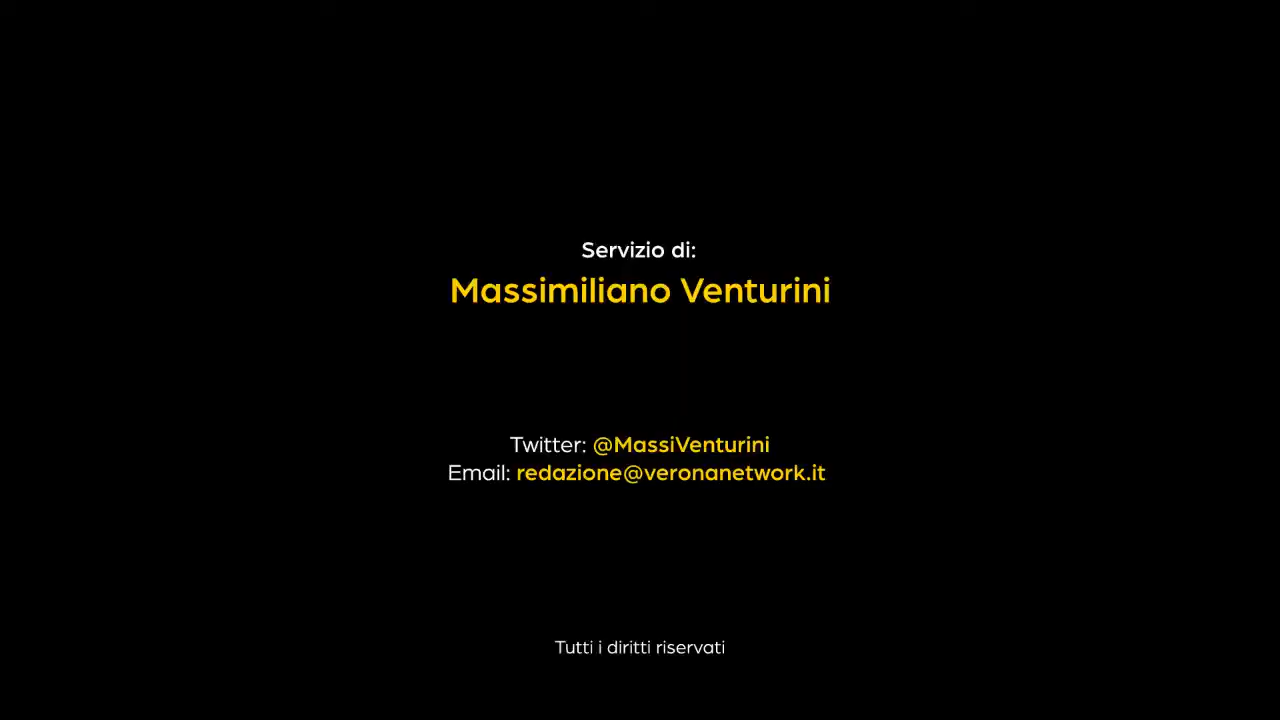 Servizio di:
Massimiliano Venturini
Twitter: @MassiVenturini
Email: redazione@veronanetwork.it
Tutti i diritti riservati